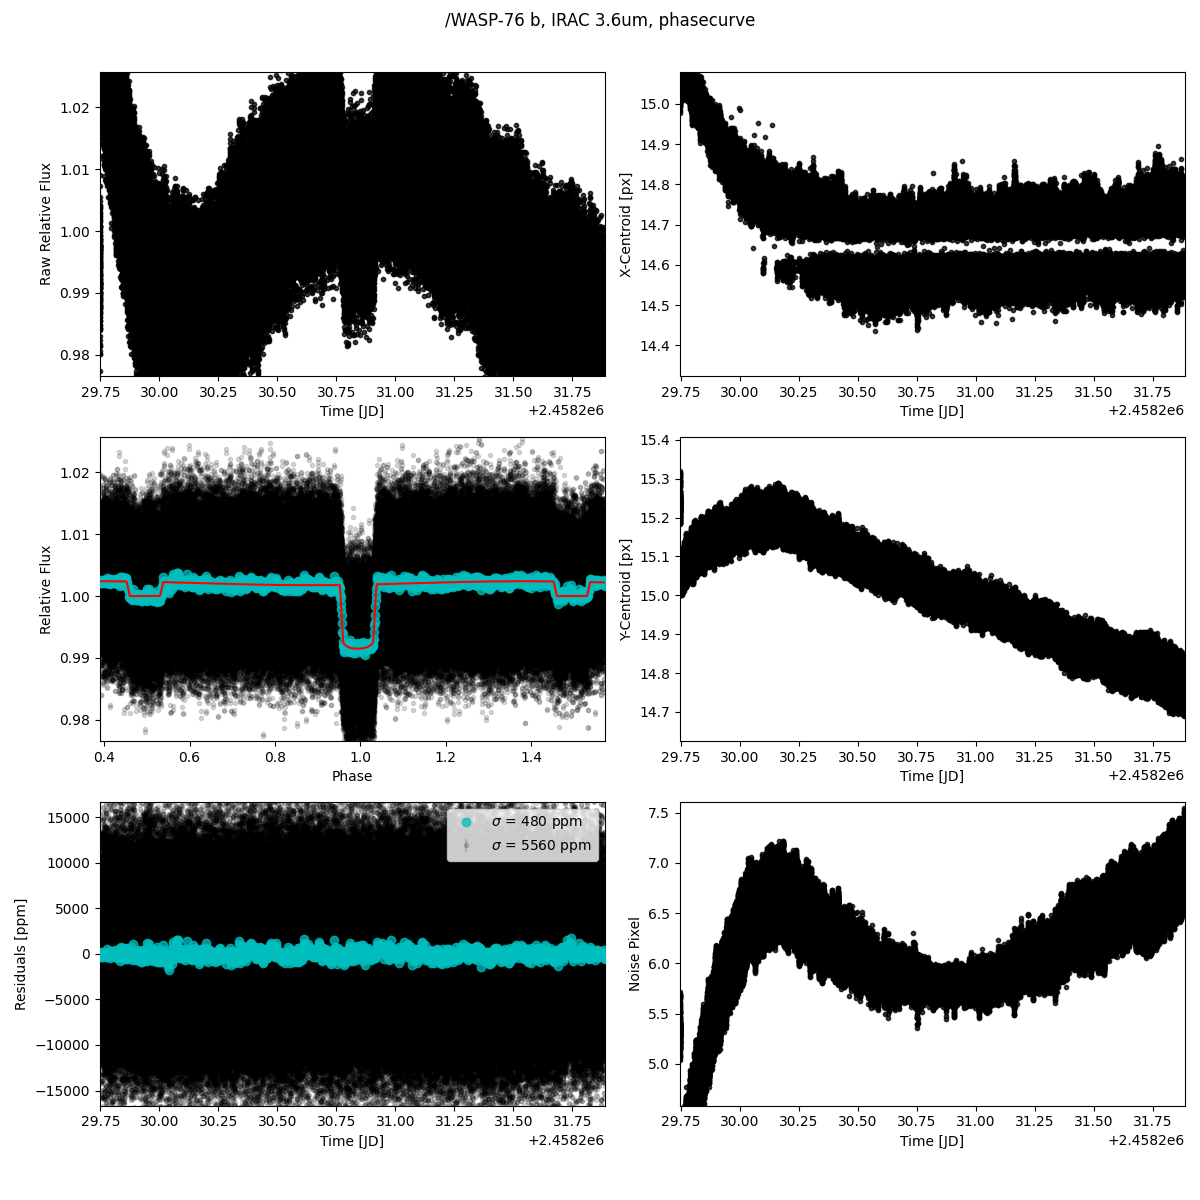 /WASP-76 b, IRAC 3.6um, phasecurve
Raw Relative Flux
1.02
1.01
1.00
0.99
0.98
29.75 30.00 30.25 30.50 30.75 31.00 31.25 31.50 31.75
Time [JD]
+2.4582e6
X-Centroid [px]
15.0
14.9
14.8
14.7
14.6
14.5
14.4
29.75 30.00 30.25 30.50 30.75 31.00 31.25 31.50 31.75
Time [JD]
+2.4582e6
Relative Flux
1.02
1.01
1.00
0.99
0.98
0.4 0.6 0.8 1.0 1.2 1.4
Phase
Y-Centroid [px]
15.4
15.3
15.2
15.1
15.0
14.9
14.8
14.7
29.75 30.00 30.25 30.50 30.75 31.00 31.25 31.50 31.75
Time [JD]
+2.4582e6
Residuals [ppm]
15000
10000
5000
0
−5000
−10000
−15000
σ = 480 ppm
σ = 5560 ppm
29.75 30.00 30.25 30.50 30.75 31.00 31.25 31.50 31.75
Time [JD]
+2.4582e6
Noise Pixel
7.5
7.0
6.5
6.0
5.5
5.0
29.75 30.00 30.25 30.50 30.75 31.00 31.25 31.50 31.75
Time [JD]
+2.4582e6